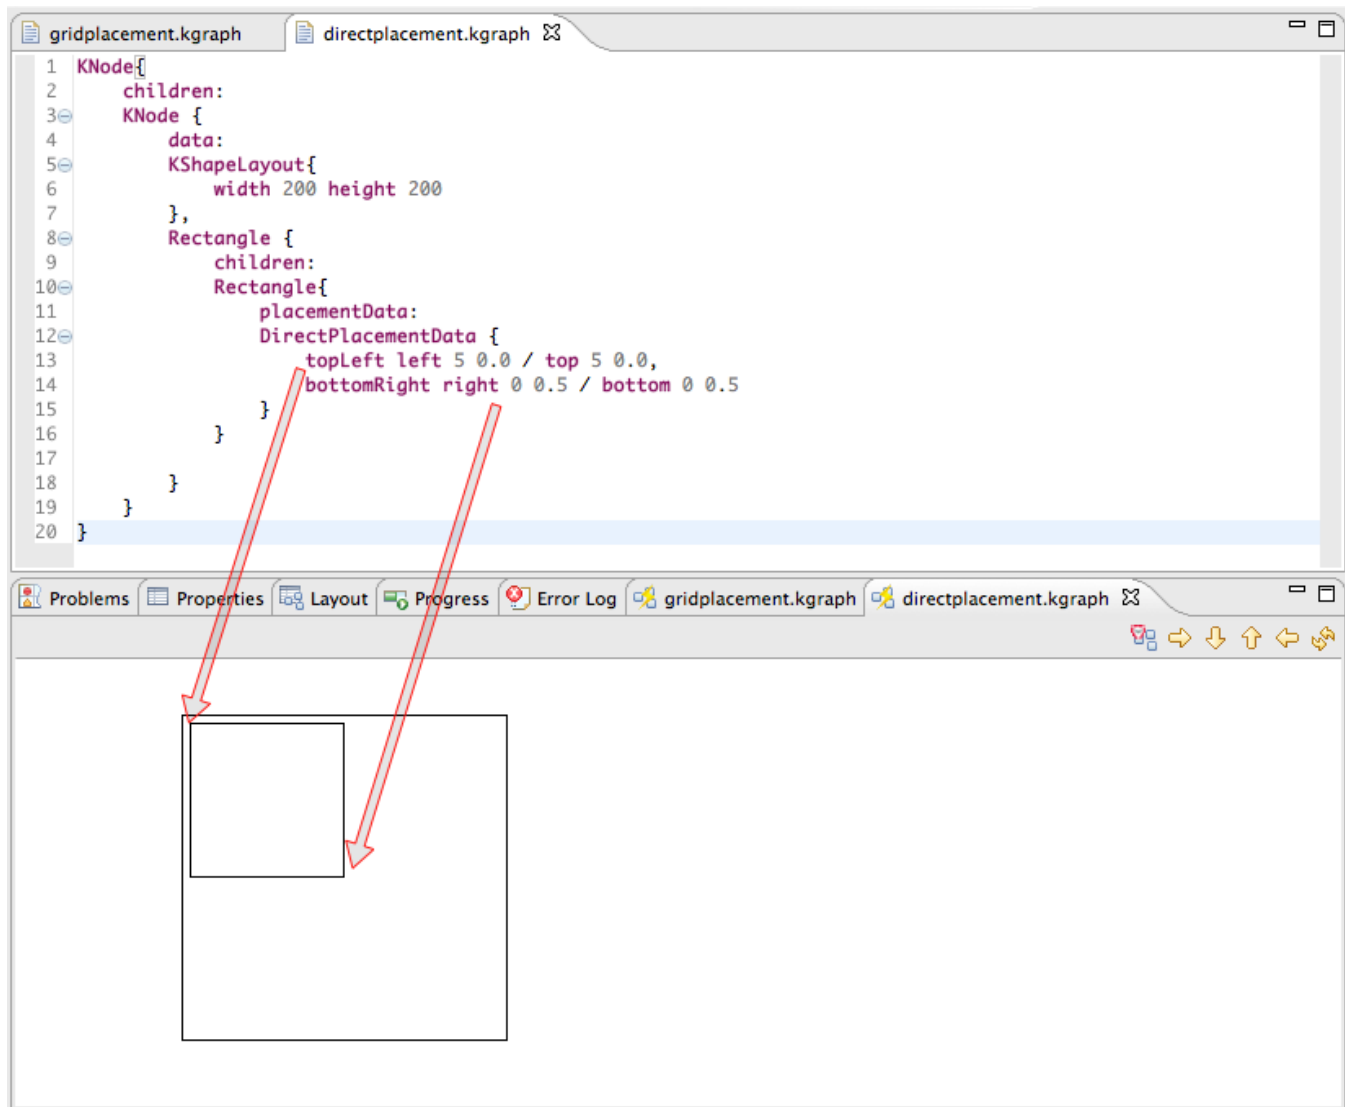 gridplacement.kgraph directplacement.kgraph
1 KNode{
2 children:
3 KNode {
4 data:
5 KShapeLayout{
6 width 200 height 200
7 },
8 Rectangle {
9 children:
10 Rectangle{
11 placementData:
12 DirectPlacementData {
13 topLeft left 5 0.0 / top 5 0.0,
14 bottomRight right 0 0.5 / bottom 0 0.5
15 }
16 }
17
18 }
19 }
20 }
Problems Properties Layout Progress Error Log gridplacement.kgraph directplacement.kgraph